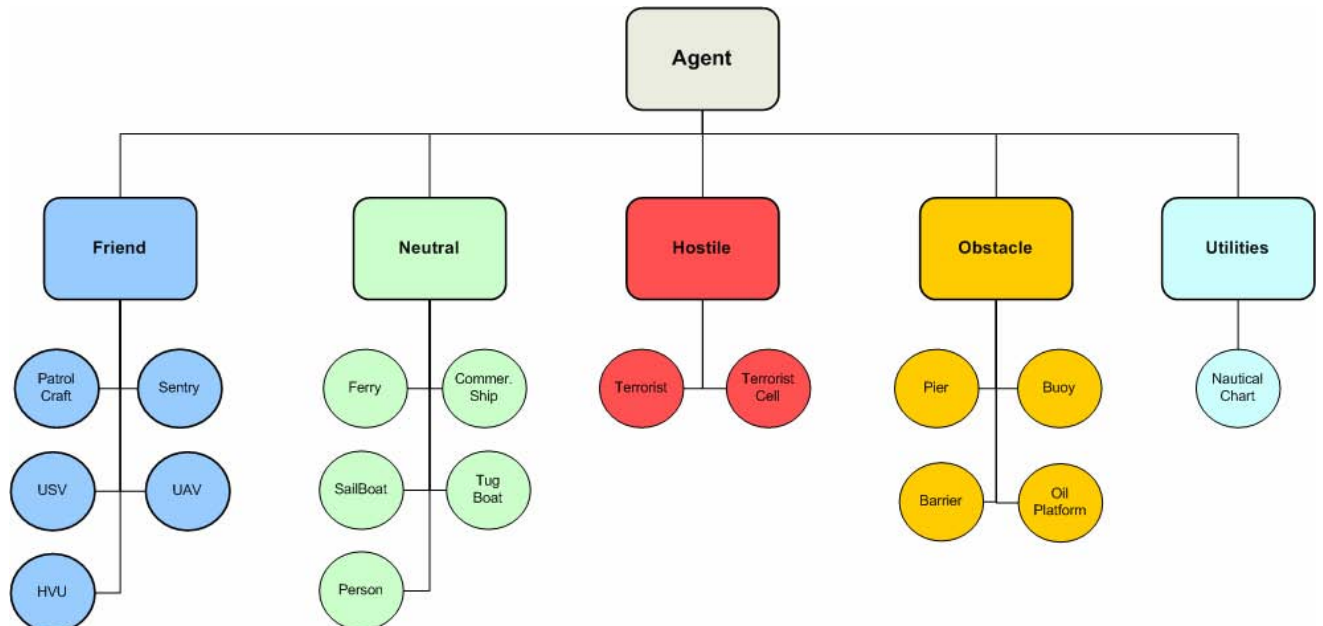 Agent
Friend
Neutral
Hostile
Obstacle
Utilities
Patrol
Craft
Sentry
Ferry
Commer.
Ship
Terrorist
Terrorist
Cell
Pier
Buoy
Nautical
Chart
USV
UAV
SailBoat
Tug
Boat
Barrier
Oil
Platform
HVU
Person